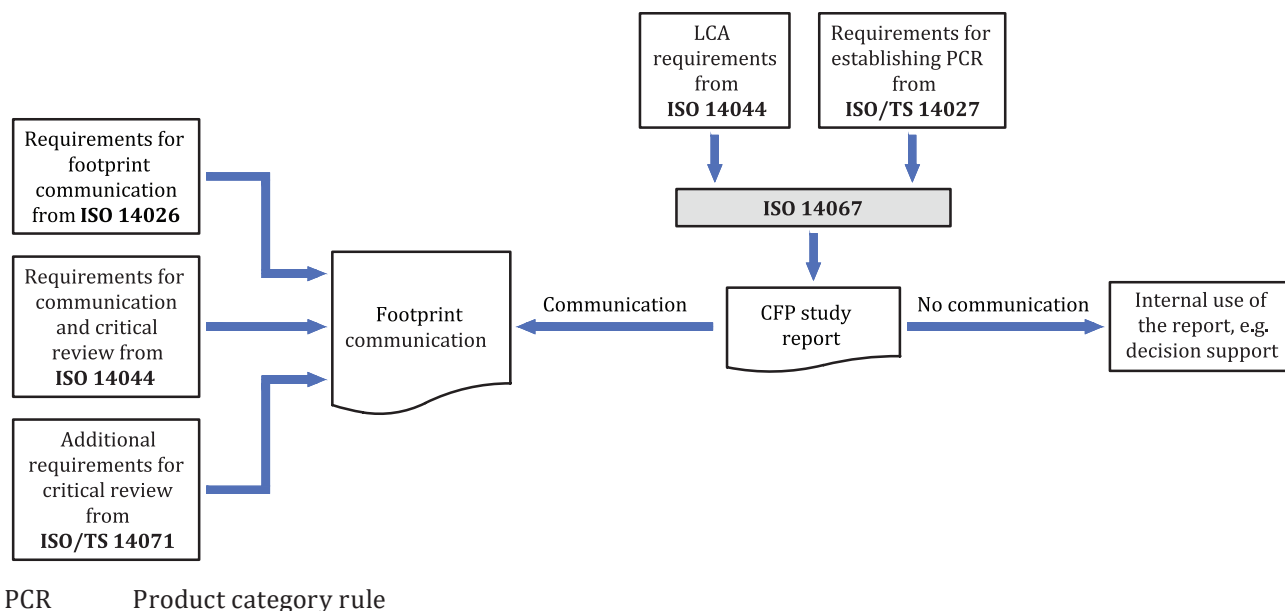 LCA
requirements
from
ISO 14044
Requirements for
establishing PCR
from
ISO/TS 14027
Requirements for
footprint
communication
from ISO 14026
ISO 14067
Requirements for
communication
and critical
review from
ISO 14044
Footprint
communication
Communication
CFP study
report
No communication
Internal use of
the report, e.g.
decision support
Additional
requirements for
critical review
from
ISO/TS 14071
PCR Product category rule